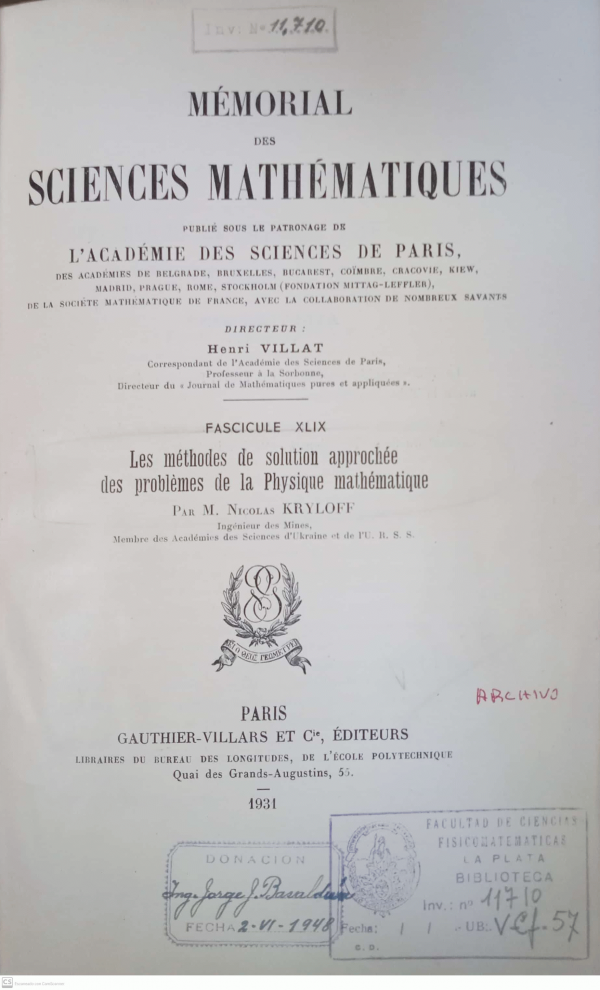 Inv: Nº 11,710.
MÉMORIAL
DES
SCIENCES MATHÉMATIQUES
PUBLIÉ SOUS LE PATRONAGE DE
L'ACADÉMIE DES SCIENCES DE PARIS,
DES ACADÉMIES DE BELGRADE, BRUXELLES, BUCAREST, COÏMBRE, CRACOVIE, KIEW,
MADRID, PRAGUE, ROME, STOCKHOLM (FONDATION MITTAG-LEFFLER),
DE LA SOCIÉTÉ MATHÉMATIQUE DE FRANCE, AVEC LA COLLABORATION DE NOMBREUX SAVANTS
DIRECTEUR :
Henri VILLAT
Correspondant de l'Académie des Sciences de Paris,
Professeur à la Sorbonne,
Directeur du « Journal de Mathématiques pures et appliquées ».
FASCICULE XLIX
Les méthodes de solution approchée
des problèmes de la Physique mathématique
PAR M. NICOLAS KRYLOFF
Ingénieur des Mines,
Membre des Académies des Sciences d'Ukraine et de l'U. R. S. S.
ARCHIVO
PARIS
GAUTHIER-VILLARS ET Cie, ÉDITEURS
LIBRAIRES DU BUREAU DES LONGITUDES, DE L'ÉCOLE POLYTECHNIQUE
Quai des Grands-Augustins, 55.
1931
DONACION
Ing. Jorge J.
FECHA 2-VI-1948
FACULTAD DE CIENCIAS
FISICOMATEMATICAS
LA PLATA
BIBLIOTECA
Inv.: nº 11710
Fecha: / / -UB:
CS